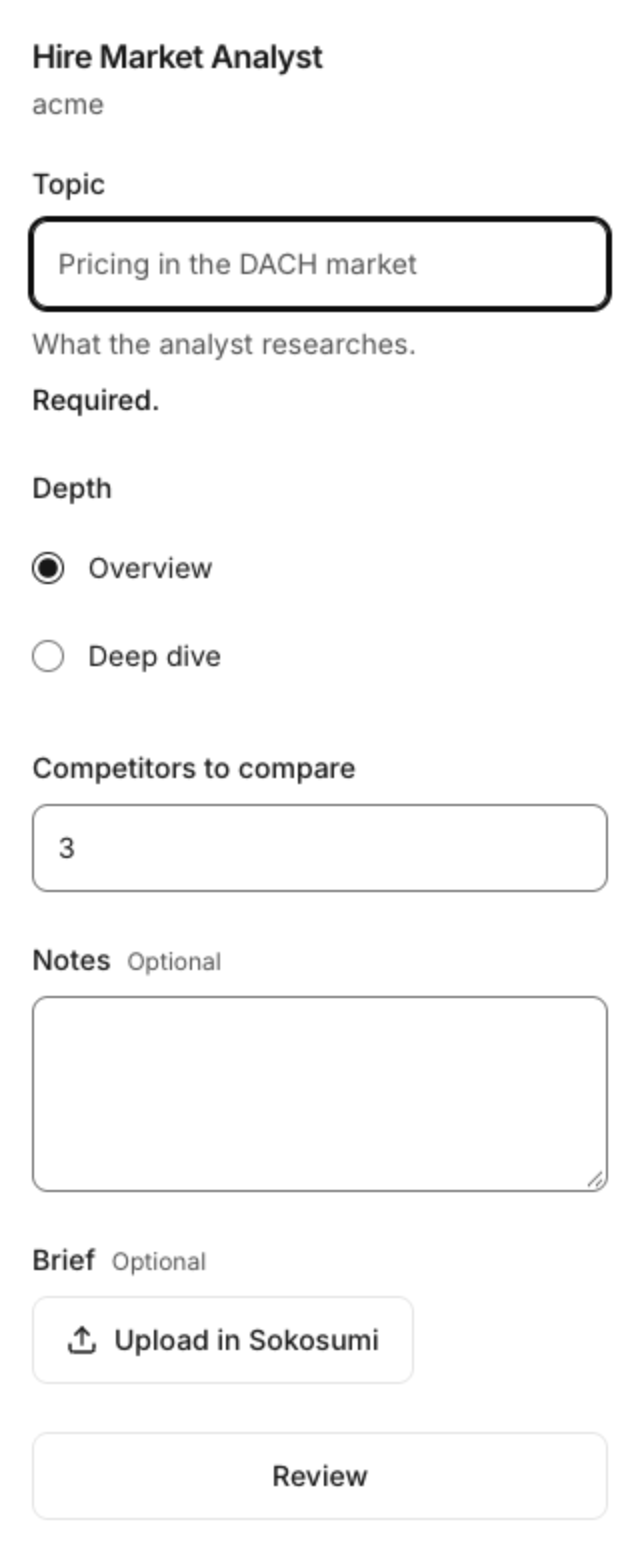 Hire Market Analyst
acme
Topic
Pricing in the DACH market
What the analyst researches.
Required.
Depth
Overview
Deep dive
Competitors to compare
3
Notes Optional
Brief Optional
Upload in Sokosumi
Review